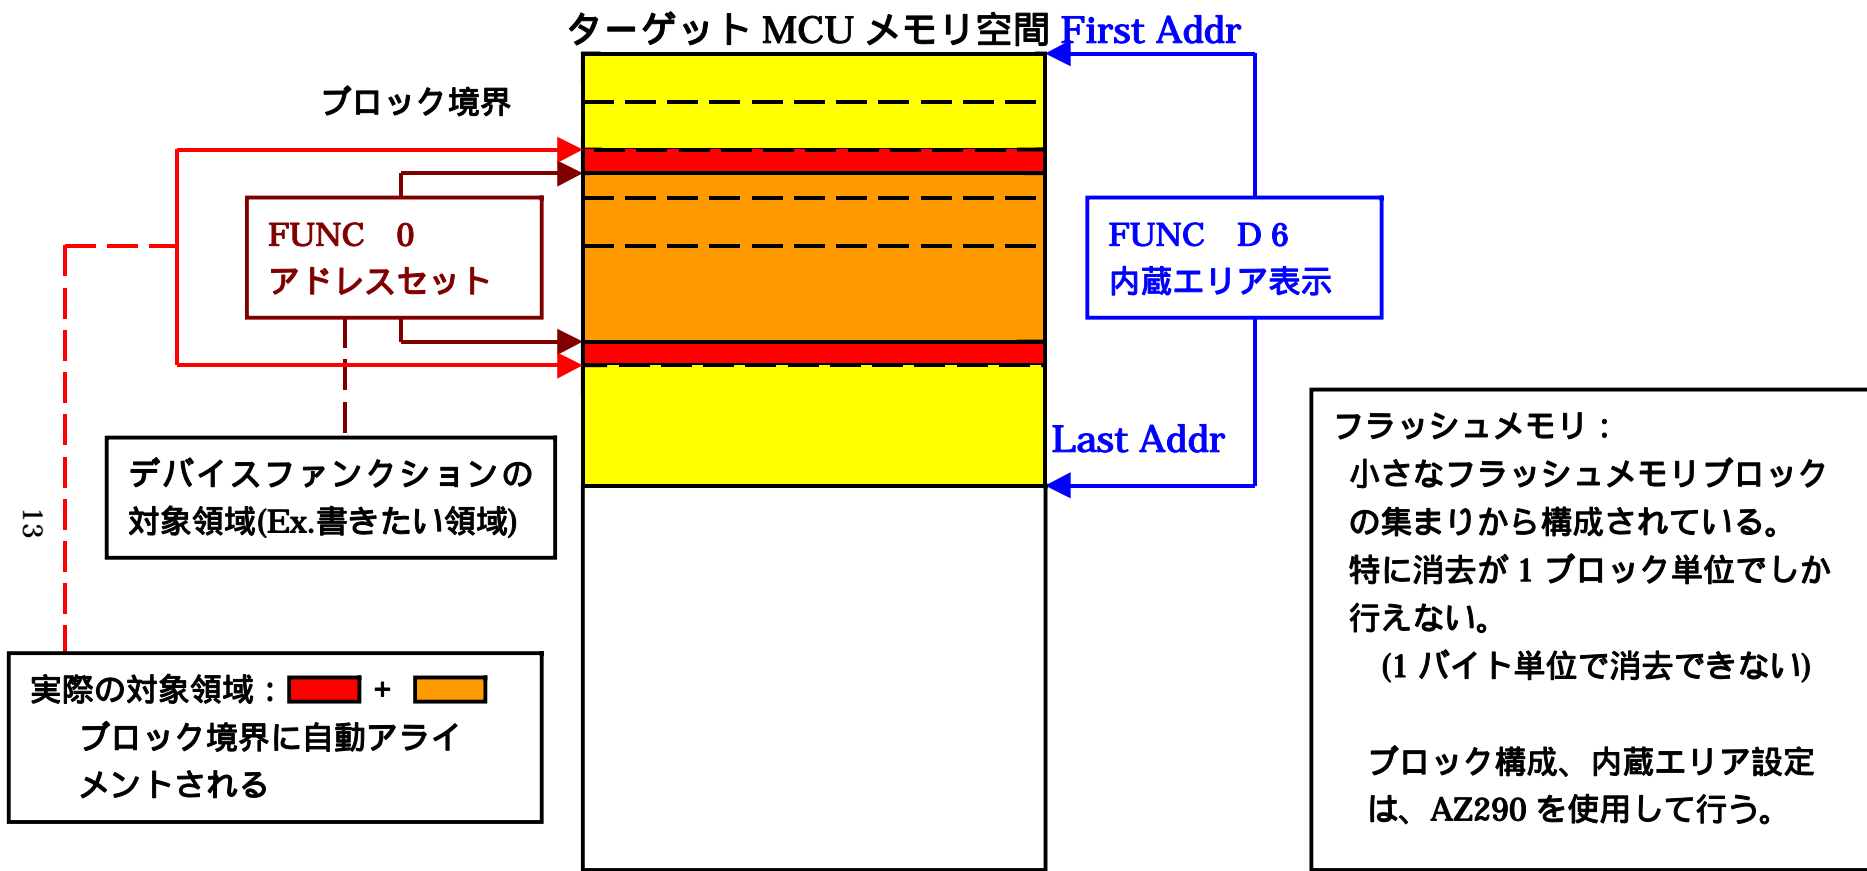 ターゲット MCU メモリ空間
First Addr
ブロック境界
FUNC 0
アドレスセット
FUNC D 6
内蔵エリア表示
Last Addr
デバイスファンクションの
対象領域(Ex.書きたい領域)
13
実際の対象領域： +
ブロック境界に自動アライ
メントされる
フラッシュメモリ：
小さなフラッシュメモリブロック
の集まりから構成されている。
特に消去が 1 ブロック単位でしか
行えない。
(1 バイト単位で消去できない)
ブロック構成、内蔵エリア設定
は、AZ290 を使用して行う。